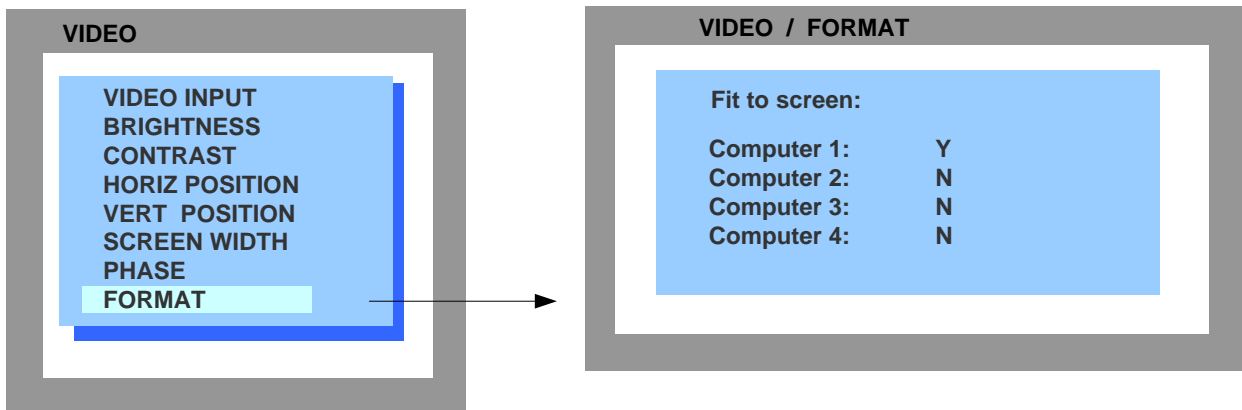 VIDEO
VIDEO INPUT
BRIGHTNESS
CONTRAST
HORIZ POSITION
VERT POSITION
SCREEN WIDTH
PHASE
FORMAT
VIDEO / FORMAT
Fit to screen:
Computer 1: Y
Computer 2: N
Computer 3: N
Computer 4: N